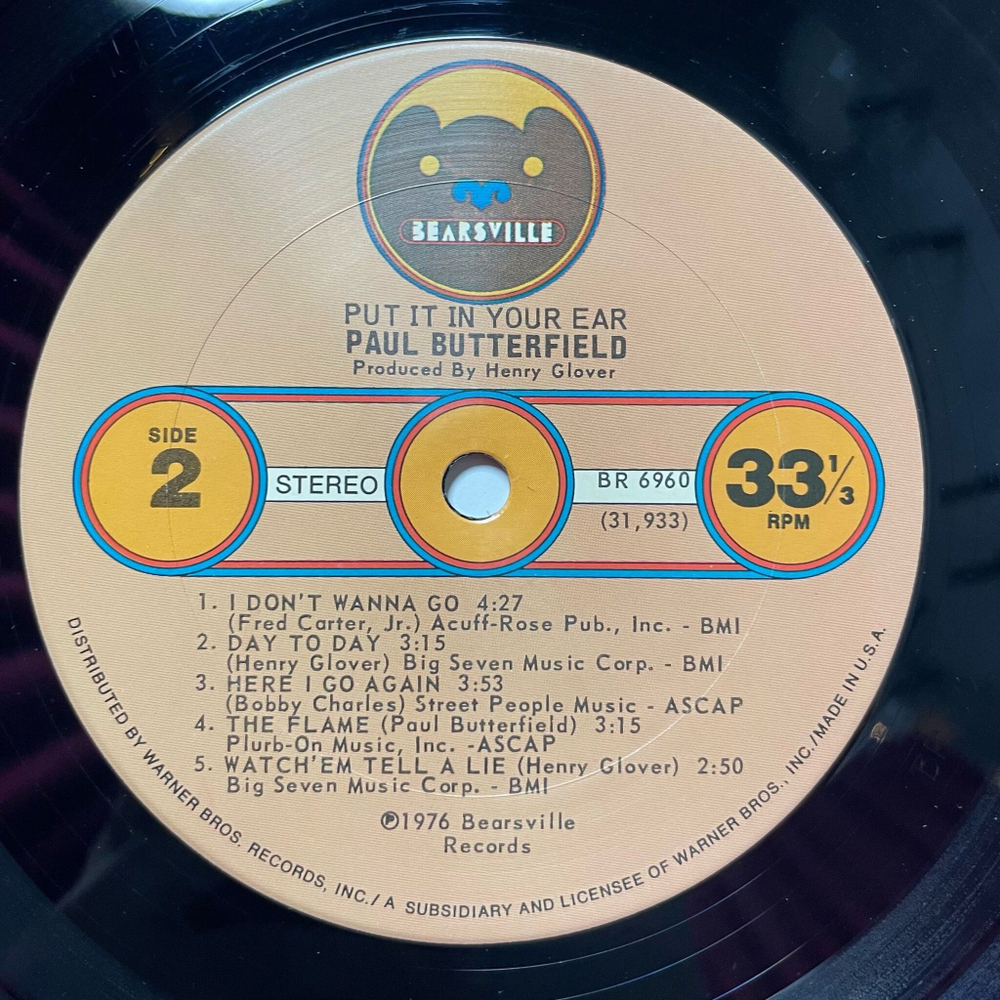 BEARSVILLE
PUT IT IN YOUR EAR
PAUL BUTTERFIELD
Produced By Henry Glover
SIDE
2
STEREO
BR 6960
(31,933)
33 1/3
RPM
1. I DON'T WANNA GO 4:27
(Fred Carter, Jr.) Acuff-Rose Pub., Inc. - BMI
2. DAY TO DAY 3:15
(Henry Glover) Big Seven Music Corp. - BMI
3. HERE I GO AGAIN 3:53
(Bobby Charles) Street People Music - ASCAP
4. THE FLAME (Paul Butterfield) 3:15
Plurb-On Music, Inc. -ASCAP
5. WATCH'EM TELL A LIE (Henry Glover) 2:50
Big Seven Music Corp. - BMI
℗1976 Bearsville
Records
DISTRIBUTED BY WARNER BROS. RECORDS, INC./ A SUBSIDIARY AND LICENSEE OF WARNER BROS., INC./MADE IN U.S.A.